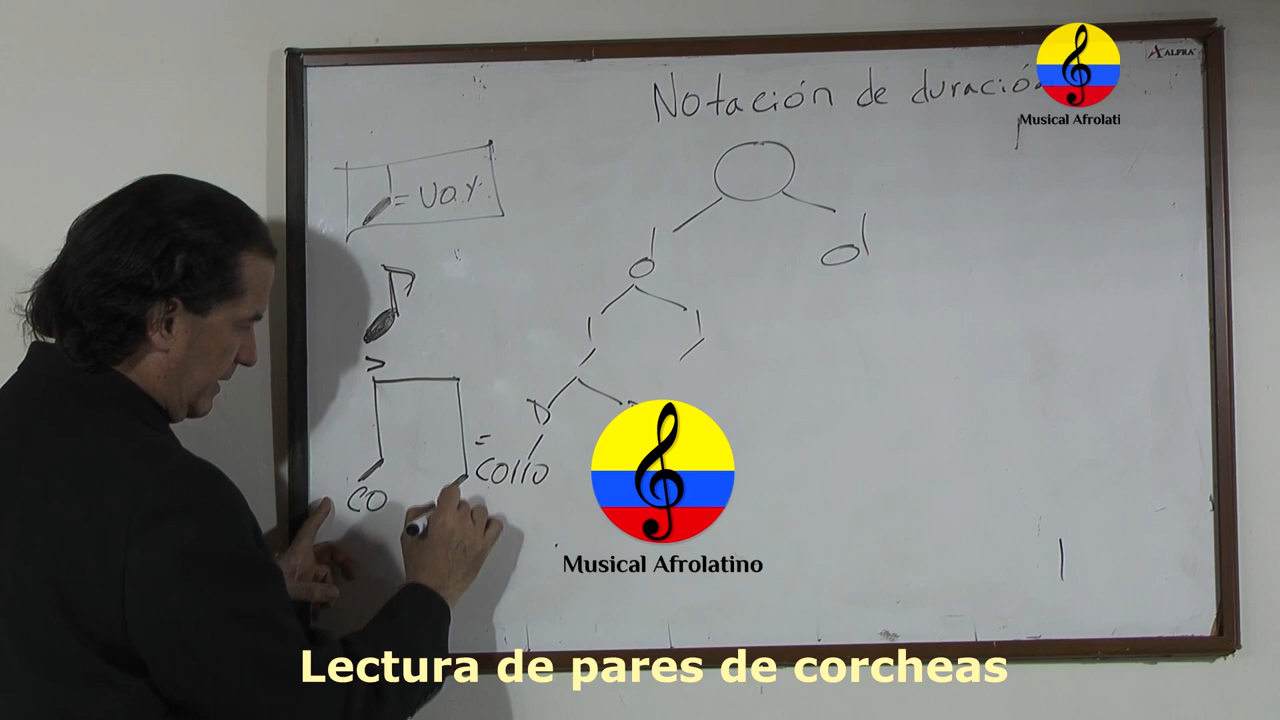 ALFRA
Notación de duración
Musical Afrolati
= Voy.
=
Corro
co
Musical Afrolatino
Lectura de pares de corcheas